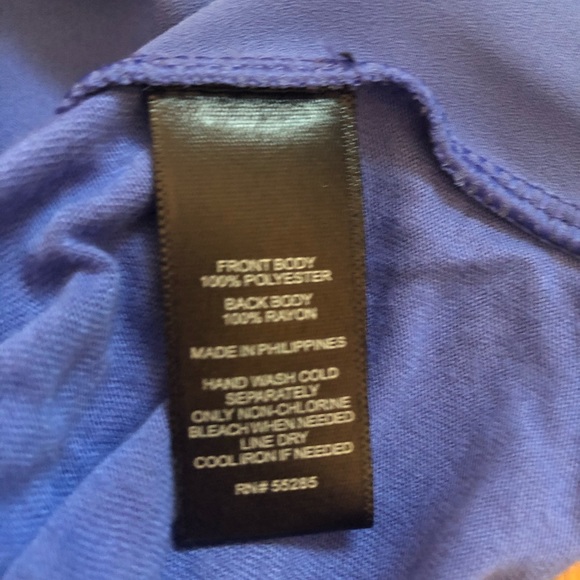 FRONT BODY
100% POLYESTER
BACK BODY
100% RAYON
MADE IN PHILIPPINES
HAND WASH COLD
SEPARATELY
ONLY NON-CHLORINE
BLEACH WHEN NEEDED
LINE DRY
COOL IRON IF NEEDED
RN# 55285